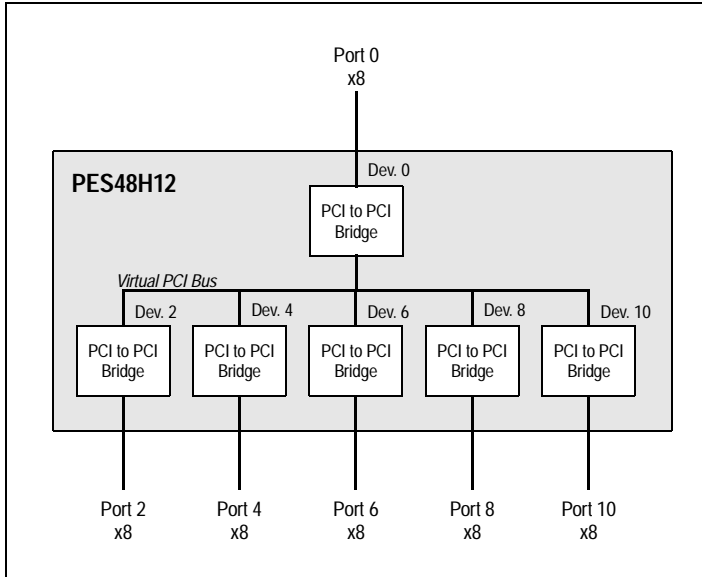 Port 0
x8
PES48H12
Dev. 0
PCI to PCI
Bridge
Virtual PCI Bus
Dev. 2
Dev. 4
Dev. 6
Dev. 8
Dev. 10
PCI to PCI
Bridge
PCI to PCI
Bridge
PCI to PCI
Bridge
PCI to PCI
Bridge
PCI to PCI
Bridge
Port 2
x8
Port 4
x8
Port 6
x8
Port 8
x8
Port 10
x8